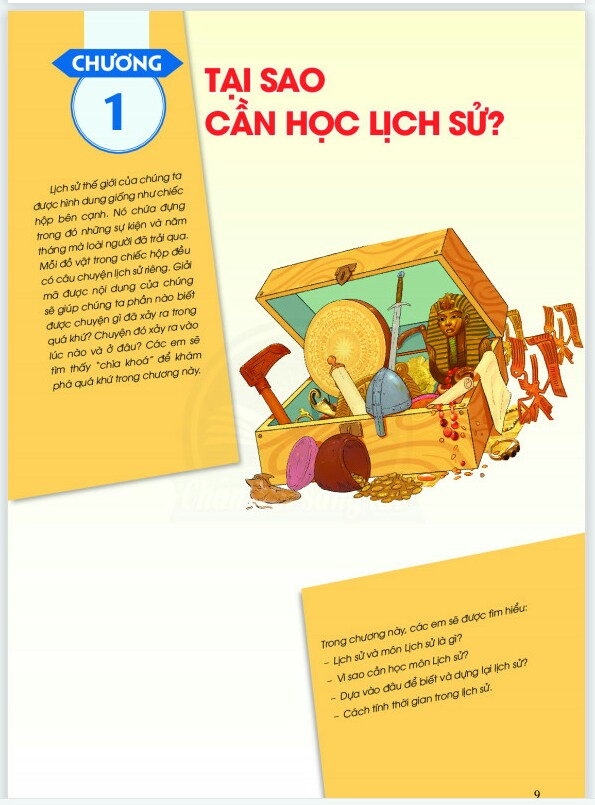 CHƯƠNG
1
TẠI SAO
CẦN HỌC LỊCH SỬ?
Lịch sử thế giới của chúng ta
được hình dung giống như chiếc
hộp bên cạnh. Nó chứa đựng
trong đó những sự kiện và năm
tháng mà loài người đã trải qua.
Mỗi đồ vật trong chiếc hộp đều
có câu chuyện lịch sử riêng. Giải
mã được nội dung của chúng
sẽ giúp chúng ta phần nào biết
được chuyện gì đã xảy ra trong
quá khứ? Chuyện đó xảy ra vào
lúc nào và ở đâu? Các em sẽ
tìm thấy “chìa khoá” để khám
phá quá khứ trong chương này.
Trong chương này, các em sẽ được tìm hiểu:
– Lịch sử và môn Lịch sử là gì?
– Vì sao cần học môn Lịch sử?
– Dựa vào đâu để biết và dựng lại lịch sử?
– Cách tính thời gian trong lịch sử.
9